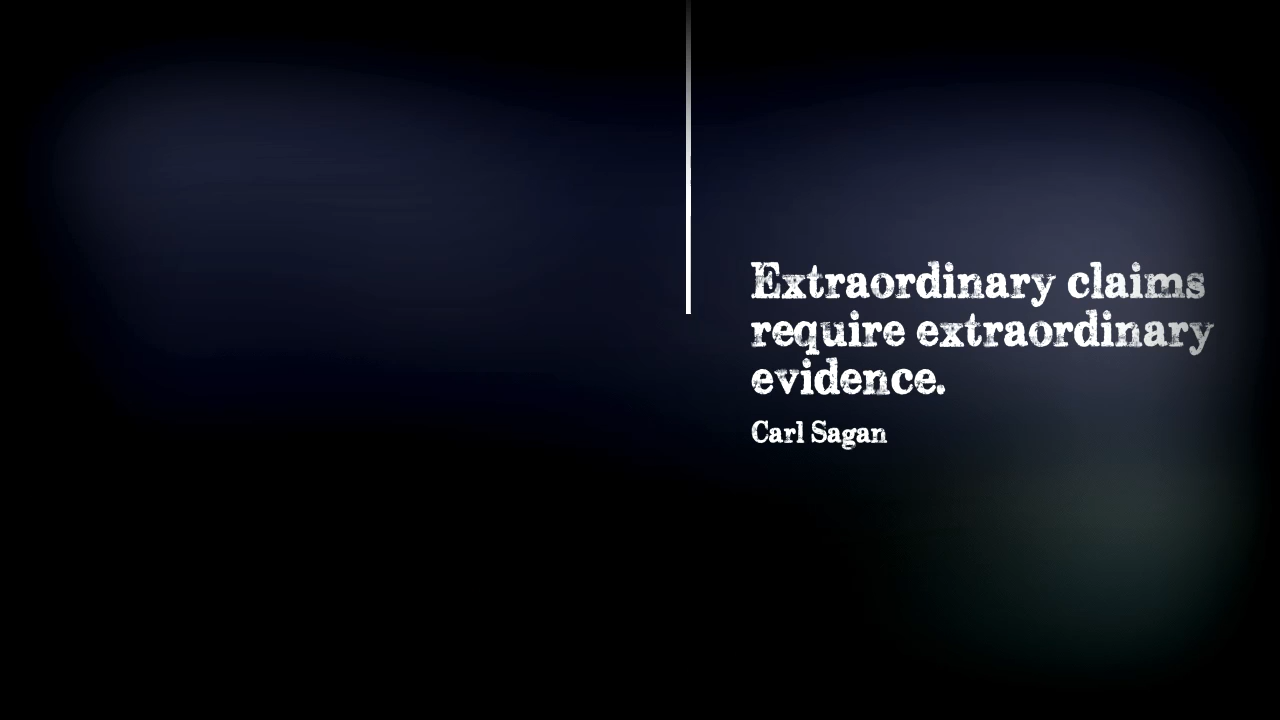 Extraordinary claims
require extraordinary
evidence.
Carl Sagan